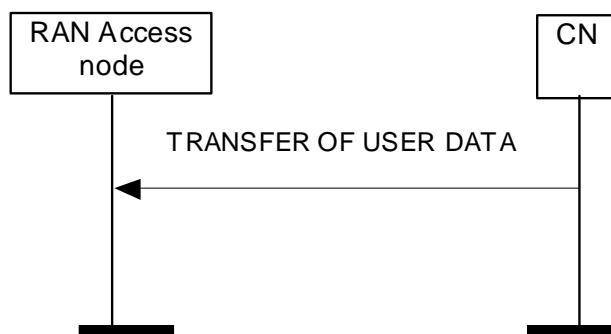 RAN Access
node
CN
TRANSFER OF USER DATA